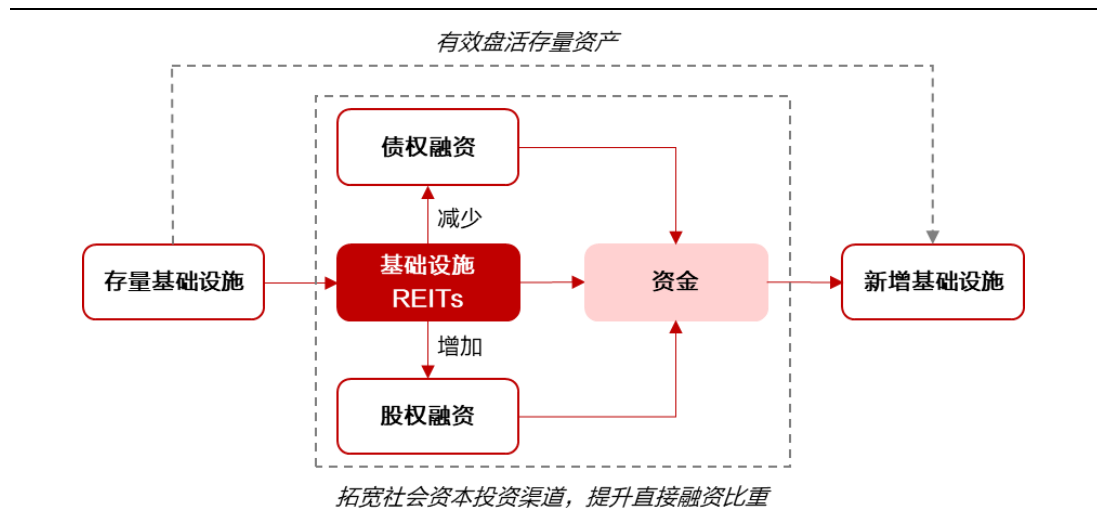 有效盘活存量资产
债权融资
减少
存量基础设施
基础设施
REITs
资金
新增基础设施
增加
股权融资
拓宽社会资本投资渠道，提升直接融资比重